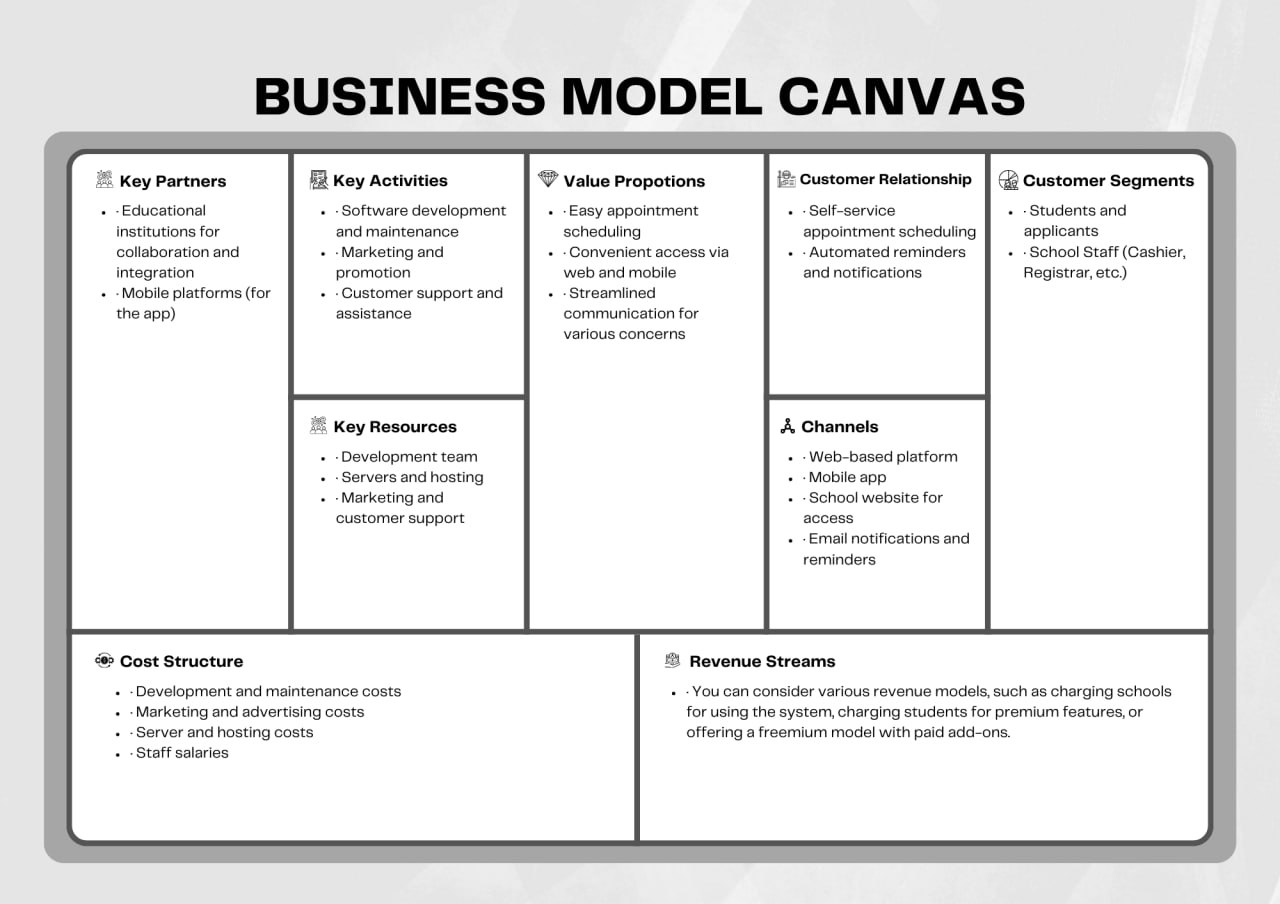 BUSINESS MODEL CANVAS
Key Partners
• · Educational
institutions for
collaboration and
integration
• · Mobile platforms (for
the app)
Key Activities
• · Software development
and maintenance
• · Marketing and
promotion
• · Customer support and
assistance
Key Resources
• · Development team
• · Servers and hosting
• · Marketing and
customer support
Value Propotions
• · Easy appointment
scheduling
• · Convenient access via
web and mobile
• · Streamlined
communication for
various concerns
Customer Relationship
• · Self-service
appointment scheduling
• · Automated reminders
and notifications
Channels
• · Web-based platform
• · Mobile app
• · School website for
access
• · Email notifications and
reminders
Customer Segments
• · Students and
applicants
• · School Staff (Cashier,
Registrar, etc.)
Cost Structure
• · Development and maintenance costs
• · Marketing and advertising costs
• · Server and hosting costs
• · Staff salaries
Revenue Streams
• · You can consider various revenue models, such as charging schools
for using the system, charging students for premium features, or
offering a freemium model with paid add-ons.